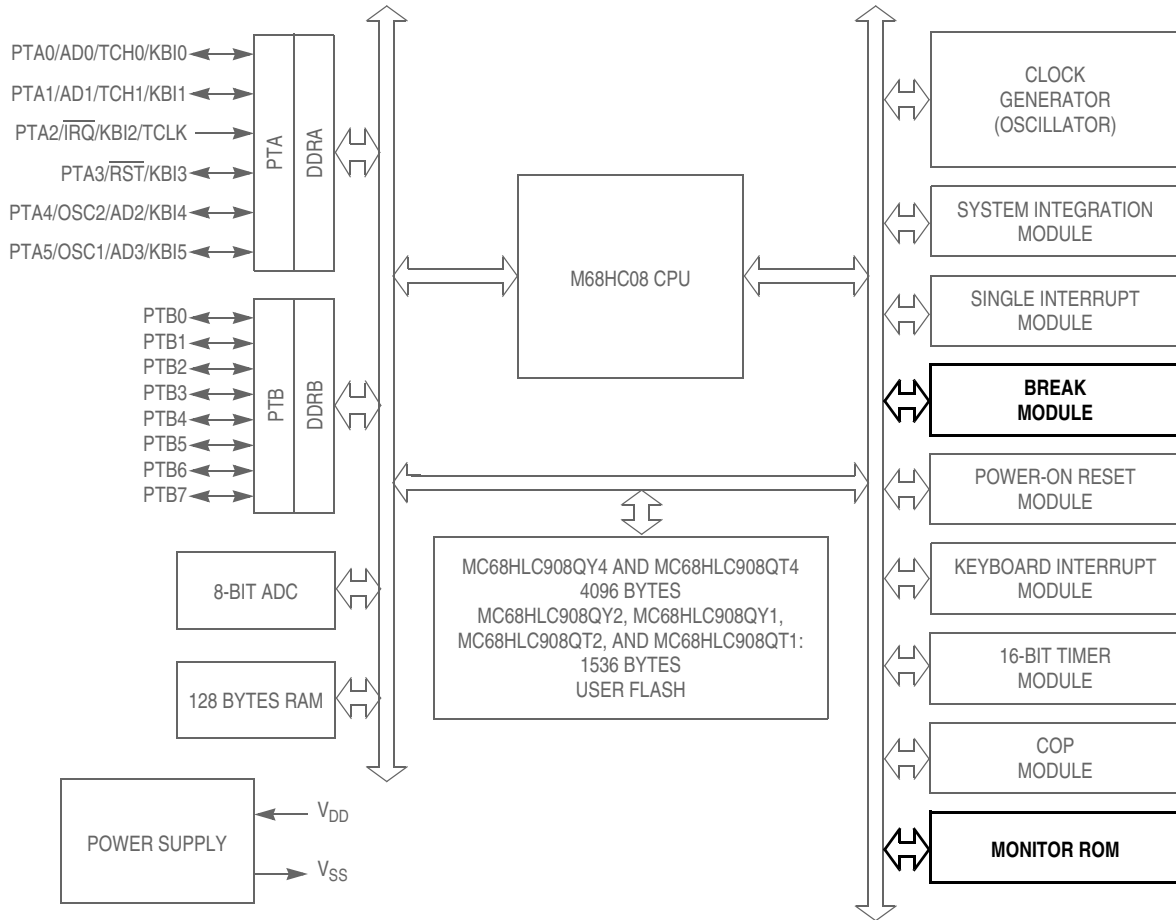 PTA0/AD0/TCH0/KBI0
PTA1/AD1/TCH1/KBI1
PTA2/IRQ/KBI2/TCLK
PTA3/RST/KBI3
PTA4/OSC2/AD2/KBI4
PTA5/OSC1/AD3/KBI5
PTA
DDRA
PTB0
PTB1
PTB2
PTB3
PTB4
PTB5
PTB6
PTB7
PTB
DDRB
8-BIT ADC
128 BYTES RAM
POWER SUPPLY
VDD
VSS
M68HC08 CPU
MC68HLC908QY4 AND MC68HLC908QT4
4096 BYTES
MC68HLC908QY2, MC68HLC908QY1,
MC68HLC908QT2, AND MC68HLC908QT1:
1536 BYTES
USER FLASH
CLOCK
GENERATOR
(OSCILLATOR)
SYSTEM INTEGRATION
MODULE
SINGLE INTERRUPT
MODULE
BREAK
MODULE
POWER-ON RESET
MODULE
KEYBOARD INTERRUPT
MODULE
16-BIT TIMER
MODULE
COP
MODULE
MONITOR ROM